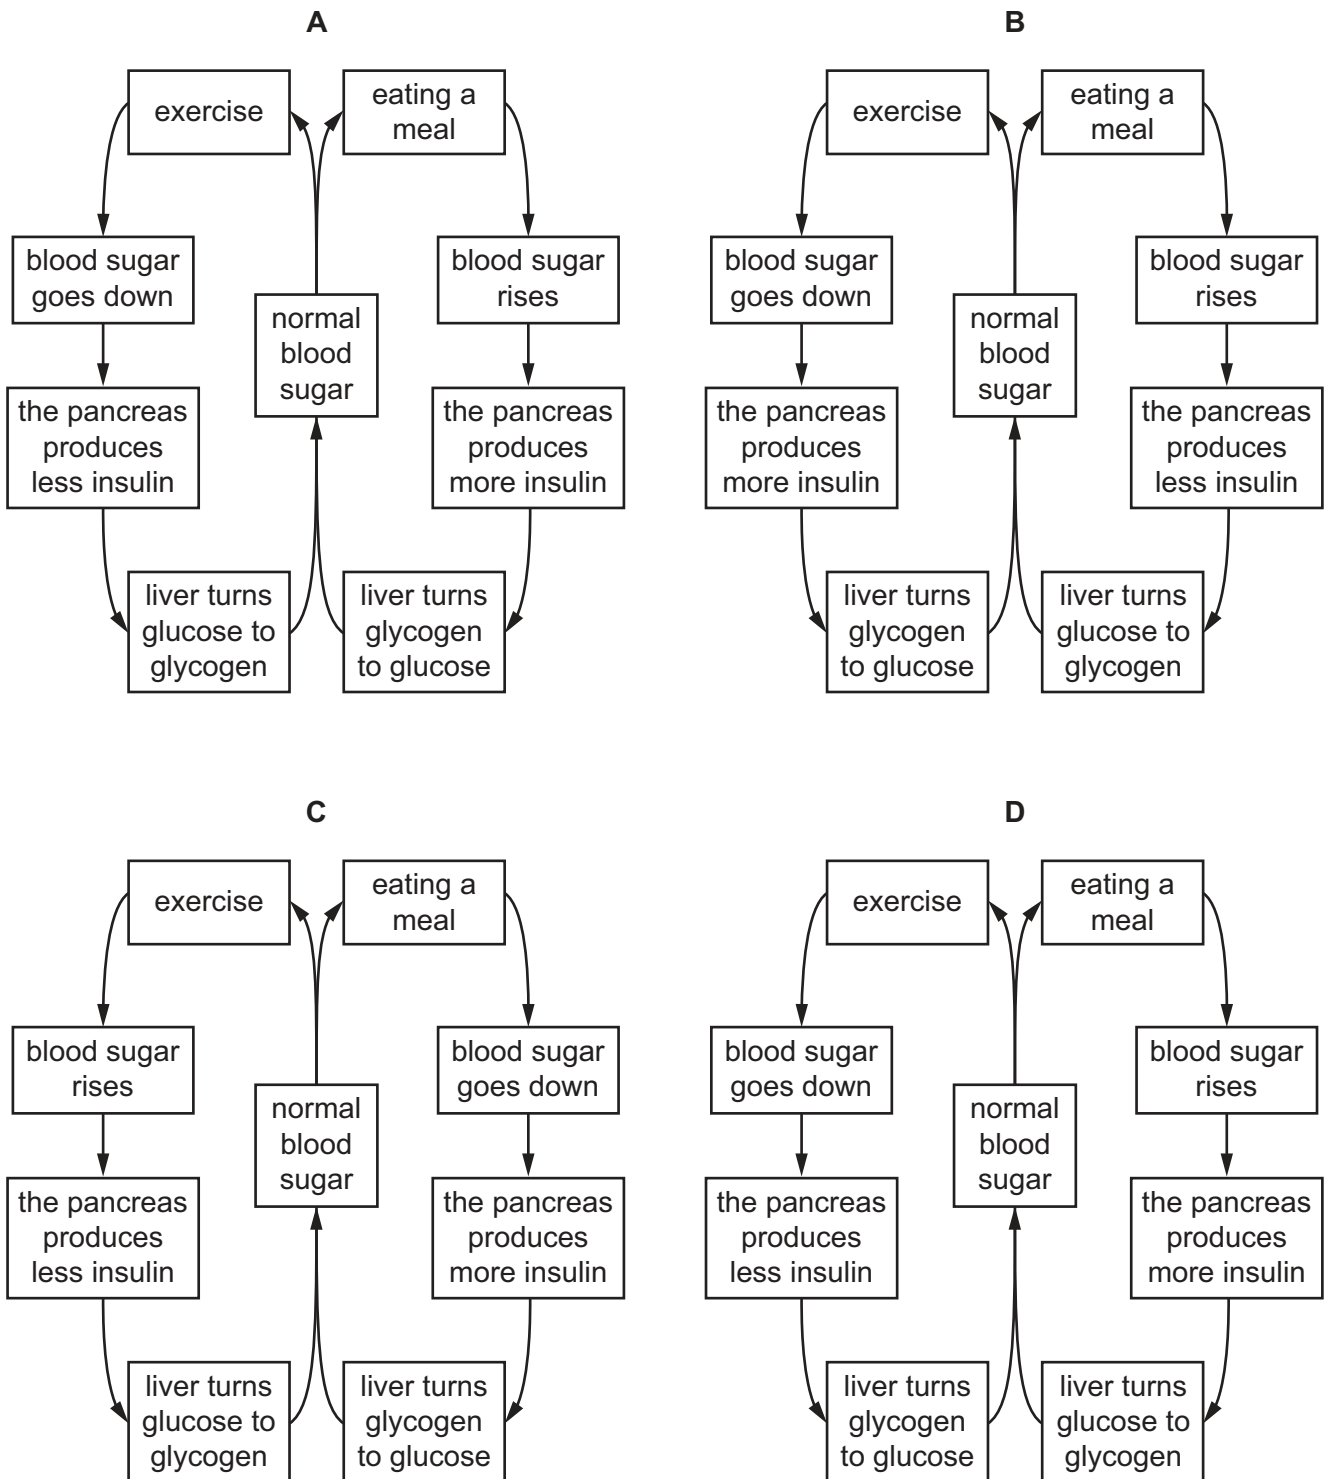 A
exercise
eating a
meal
blood sugar
goes down
blood sugar
rises
normal
blood
sugar
the pancreas
produces
less insulin
the pancreas
produces
more insulin
liver turns
glucose to
glycogen
liver turns
glycogen
to glucose
B
exercise
eating a
meal
blood sugar
goes down
blood sugar
rises
normal
blood
sugar
the pancreas
produces
more insulin
the pancreas
produces
less insulin
liver turns
glycogen
to glucose
liver turns
glucose to
glycogen
C
exercise
eating a
meal
blood sugar
rises
blood sugar
goes down
normal
blood
sugar
the pancreas
produces
less insulin
the pancreas
produces
more insulin
liver turns
glucose to
glycogen
liver turns
glycogen
to glucose
D
exercise
eating a
meal
blood sugar
goes down
blood sugar
rises
normal
blood
sugar
the pancreas
produces
less insulin
the pancreas
produces
more insulin
liver turns
glycogen
to glucose
liver turns
glucose to
glycogen